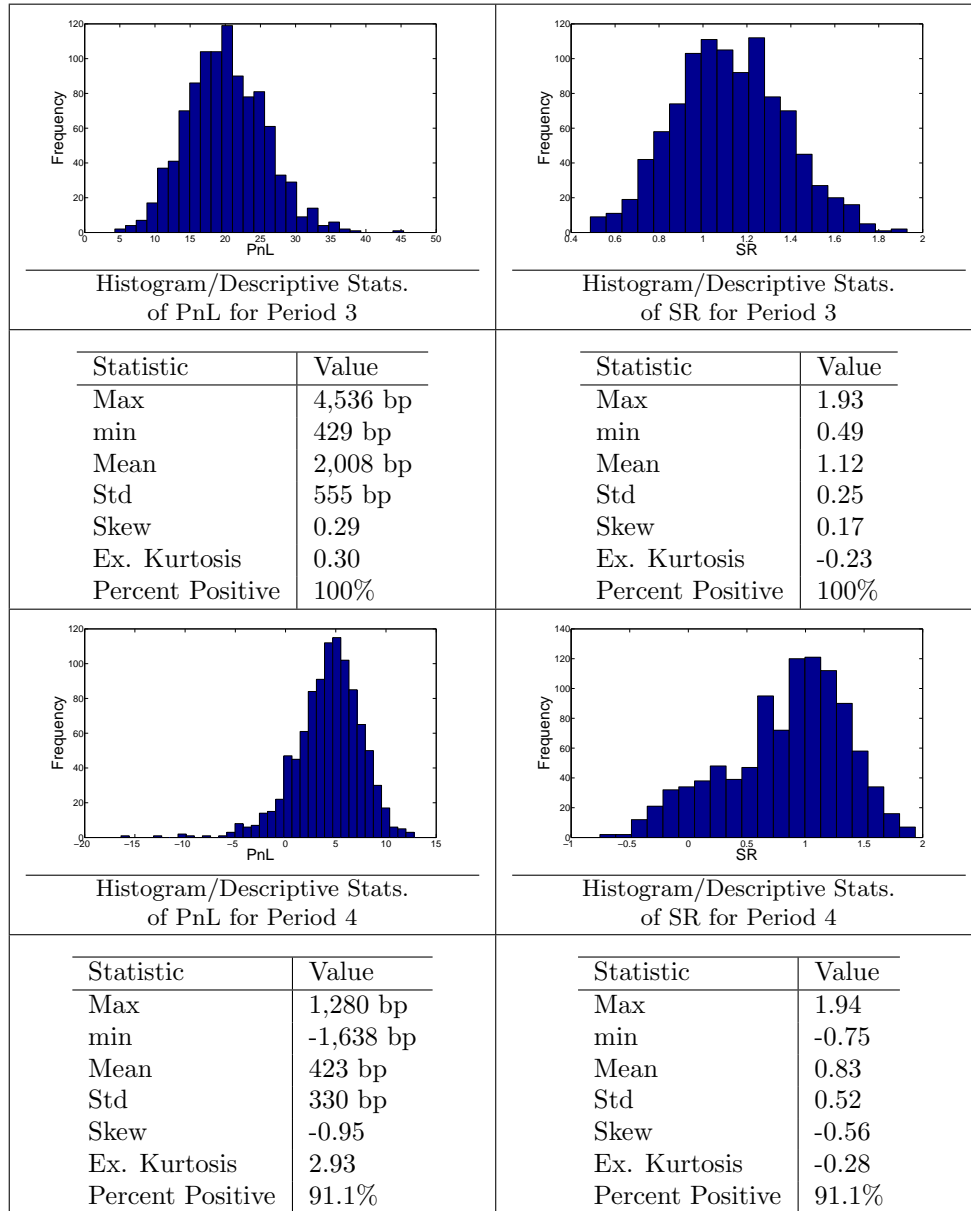 120
100
80
60
40
20
0
Frequency
0 5 10 15 20 25 30 35 40 45 50
PnL
Histogram/Descriptive Stats.
of PnL for Period 3
120
100
80
60
40
20
0
Frequency
0.4 0.6 0.8 1 1.2 1.4 1.6 1.8 2
SR
Histogram/Descriptive Stats.
of SR for Period 3
Statistic Value
Max 4,536 bp
min 429 bp
Mean 2,008 bp
Std 555 bp
Skew 0.29
Ex. Kurtosis 0.30
Percent Positive 100%
Statistic Value
Max 1.93
min 0.49
Mean 1.12
Std 0.25
Skew 0.17
Ex. Kurtosis -0.23
Percent Positive 100%
120
100
80
60
40
20
0
Frequency
−20 −15 −10 −5 0 5 10 15
PnL
Histogram/Descriptive Stats.
of PnL for Period 4
140
120
100
80
60
40
20
0
Frequency
−1 −0.5 0 0.5 1 1.5 2
SR
Histogram/Descriptive Stats.
of SR for Period 4
Statistic Value
Max 1,280 bp
min -1,638 bp
Mean 423 bp
Std 330 bp
Skew -0.95
Ex. Kurtosis 2.93
Percent Positive 91.1%
Statistic Value
Max 1.94
min -0.75
Mean 0.83
Std 0.52
Skew -0.56
Ex. Kurtosis -0.28
Percent Positive 91.1%